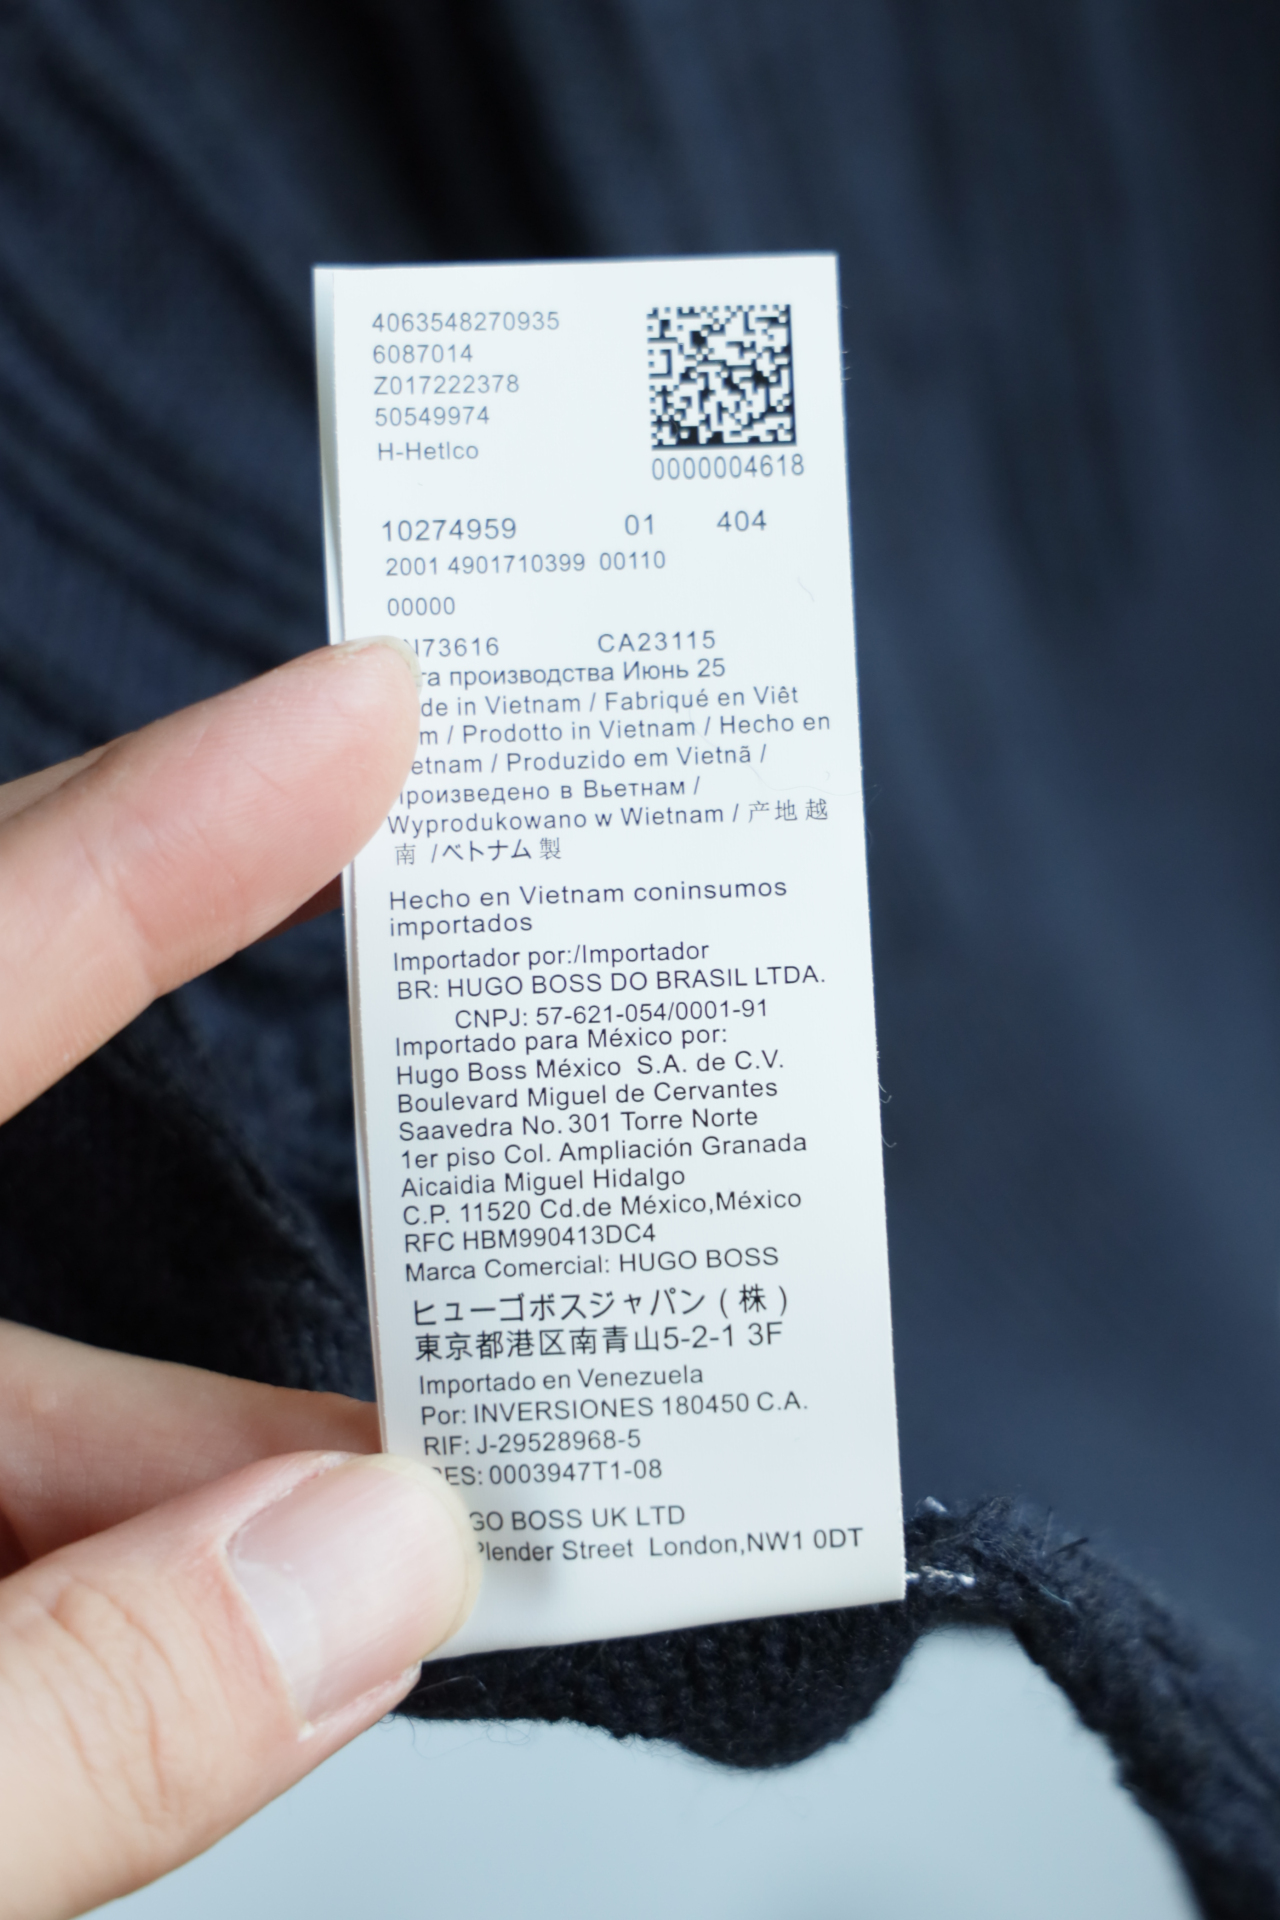 4063548270935
6087014
Z017222378
50549974
H-Hetlco
0000004618
10274959 01 404
2001 4901710399 00110
00000
N73616 CA23115
та производства Июнь 25
de in Vietnam / Fabriqué en Viêt
m / Prodotto in Vietnam / Hecho en
etnam / Produzido em Vietnã /
произведено в Вьетнам /
Wyprodukowano w Wietnam / 产地 越
南 /ベトナム 製
Hecho en Vietnam coninsumos
importados
Importador por:/Importador
BR: HUGO BOSS DO BRASIL LTDA.
CNPJ: 57-621-054/0001-91
Importado para México por:
Hugo Boss México S.A. de C.V.
Boulevard Miguel de Cervantes
Saavedra No. 301 Torre Norte
1er piso Col. Ampliación Granada
Aicaidia Miguel Hidalgo
C.P. 11520 Cd.de México,México
RFC HBM990413DC4
Marca Comercial: HUGO BOSS
ヒューゴボスジャパン ( 株 )
東京都港区南青山5-2-1 3F
Importado en Venezuela
Por: INVERSIONES 180450 C.A.
RIF: J-29528968-5
ES: 0003947T1-08
GO BOSS UK LTD
Plender Street London,NW1 0DT